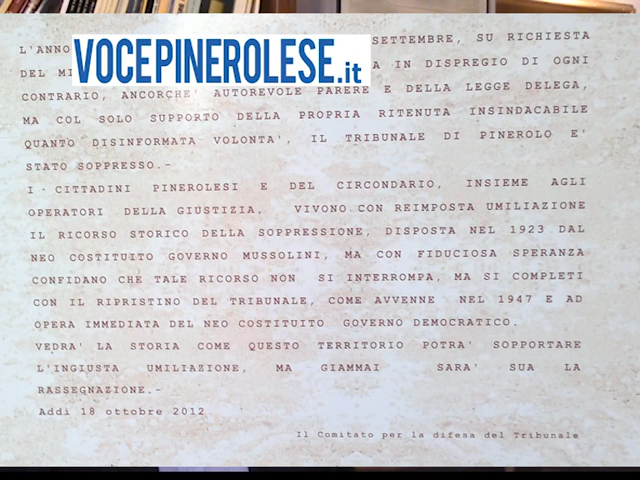 VOCEPINEROLESE.it
L'ANNO SETTEMBRE, SU RICHIESTA
DEL IN DISPREGIO DI OGNI
CONTRARIO, ANCORCHE' AUTOREVOLE PARERE E DELLA LEGGE DELEGA,
MA COL SOLO SUPPORTO DELLA PROPRIA RITENUTA INSINDACABILE
QUANTO DISINFORMATA VOLONTA', IL TRIBUNALE DI PINEROLO E'
STATO SOPPRESSO.-
I CITTADINI PINEROLESI E DEL CIRCONDARIO, INSIEME AGLI
OPERATORI DELLA GIUSTIZIA, VIVONO CON REIMPOSTA UMILIAZIONE
IL RICORSO STORICO DELLA SOPPRESSIONE, DISPOSTA NEL 1923 DAL
NEO COSTITUITO GOVERNO MUSSOLINI, MA CON FIDUCIOSA SPERANZA
CONFIDANO CHE TALE RICORSO NON SI INTERROMPA, MA SI COMPLETI
CON IL RIPRISTINO DEL TRIBUNALE, COME AVVENNE NEL 1947 E AD
OPERA IMMEDIATA DEL NEO COSTITUITO GOVERNO DEMOCRATICO.
VEDRA' LA STORIA COME QUESTO TERRITORIO POTRA' SOPPORTARE
L'INGIUSTA UMILIAZIONE, MA GIAMMAI SARA' SUA LA
RASSEGNAZIONE.-
Addi 18 ottobre 2012
Il Comitato per la difesa del Tribunale